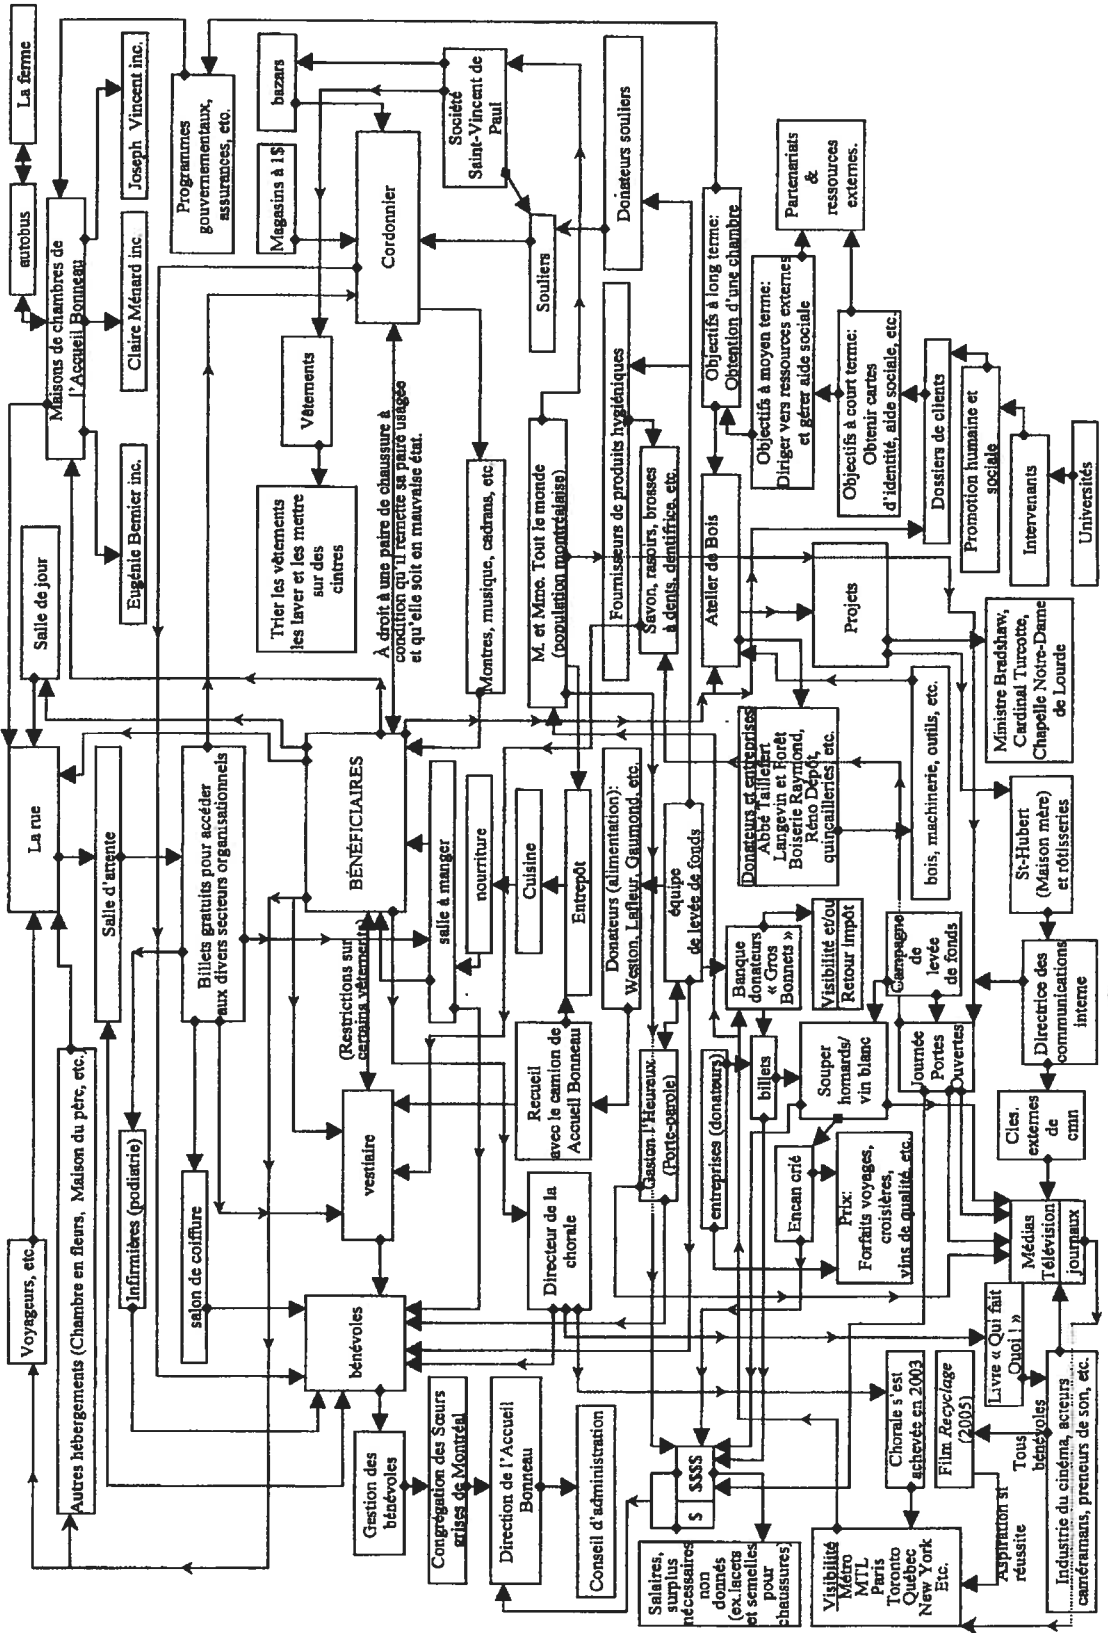 La ferme
autobus
Maisons de chambres de
l'Accueil Bonneau
Joseph Vincent inc.
Claire Ménard inc.
Eugénie Bernier inc.
Salle de jour
La rue
Voyageurs, etc.
Autres hébergements (Chambre en fleurs, Maison du père, etc.
Salle d'attente
Programmes
gouvernementaux,
assurances, etc.
Billets gratuits pour accéder
aux divers secteurs organisationnels
Infirmières (podiatrie)
salon de coiffure
bazars
Magasins à 1$
Vêtements
Trier les vêtements
les laver et les mettre
sur des
cintres
Cordonnier
À droit à une paire de chaussure à
condition qu'il remette sa paire usagée
et qu'elle soit en mauvaise état.
BÉNÉFICIAIRES
(Restrictions sur
certains vêtements)
vestiaire
bénévoles
Gestion des
bénévoles
Congrégation des Sœurs
grises de Montréal
Direction de l'Accueil
Bonneau
Conseil d'administration
Société
Saint-Vincent de
Paul
Souliers
Donateurs souliers
Montres, musique, cadrans, etc.
M. et Mme. Tout le monde
(population montréalaise)
Fournisseurs de produits hygiéniques
Savon, rasoirs, brosses
à dents, dentifrice, etc.
salle à manger
nourriture
Cuisine
Entrepôt
Donateurs (alimentation):
Weston, Lafleur, Gaumond, etc.
Recueil
avec le camion de
Accueil Bonneau
Directeur de la
chorale
équipe
de levée de fonds
Gaston l'Heureux
(Porte-parole)
Objectifs à long terme:
Obtention d'une chambre
Objectifs à moyen terme:
Diriger vers ressources externes
et gérer aide sociale
Objectifs à court terme:
Obtenir cartes
d'identité, aide sociale, etc.
Partenariats
&
ressources
externes.
Dossiers de clients
Promotion humaine et
sociale
Intervenants
Universités
Atelier de Bois
Projets
Ministre Bradshaw,
Cardinal Turcotte,
Chapelle Notre-Dame
de Lourde
Donateurs et entreprises
Abbé Taillefert
Langevin et Forêt
Boiserie Raymond,
Réno Dépôt,
quincailleries, etc.
bois, machinerie, outils, etc.
St-Hubert
(Maison mère)
et rôtisseries
Banque
donateurs
« Gros
Bonnets »
Visibilité et/ou
Retour impôt
entreprises (donateurs)
billets
Souper
homards/
vin blanc
Encan crié
Prix:
Forfaits voyages,
croisières,
vins de qualité, etc.
Campagne
de
levée
de fonds
Journée
Portes
Ouvertes
Directrice des
communications
interne
Cies.
externes
de
cmn
Médias
Télévision
journaux
$
$$$$
Salaires,
surplus
nécessaires
non
donnés
(ex.lacets
et semelles
pour
chaussures)
Visibilité
Métro
MTL
Paris
Toronto
Québec
New York
Etc.
Chorale s'est
achevée en 2003
Film Recyclage
(2005)
Livre « Qui fait
Quoi ! »
Tous
bénévoles
Aspiration si
réussite
Industrie du cinéma, acteurs
caméramans, preneurs de son, etc.